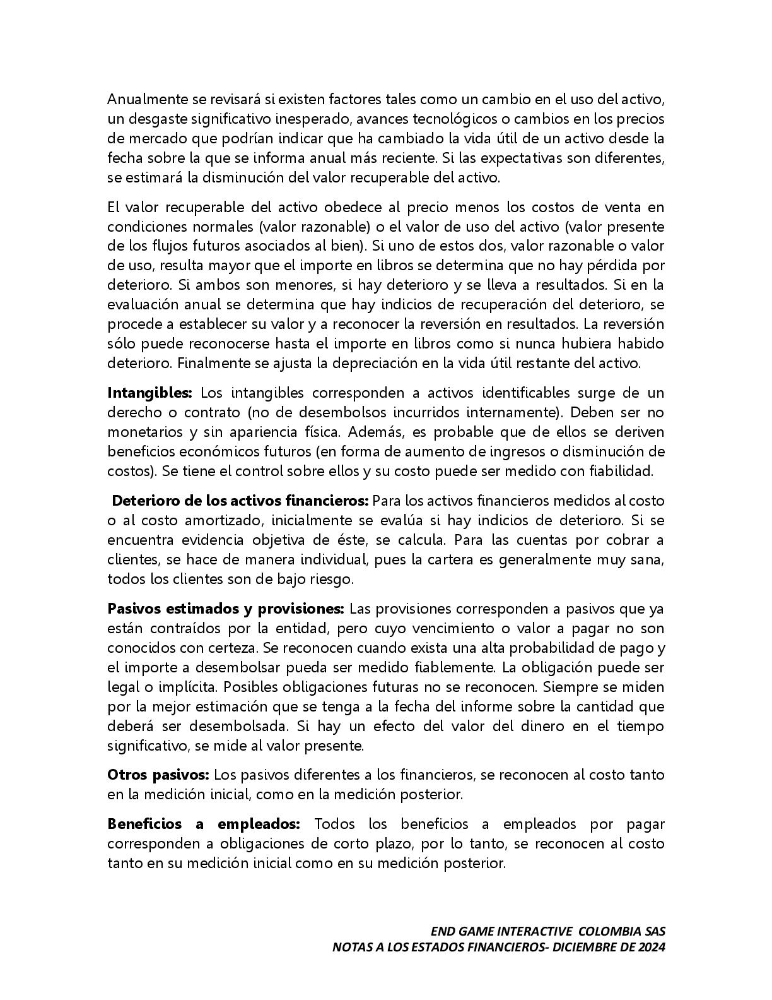 Anualmente se revisará si existen factores tales como un cambio en el uso del activo,
un desgaste significativo inesperado, avances tecnológicos o cambios en los precios
de mercado que podrían indicar que ha cambiado la vida útil de un activo desde la
fecha sobre la que se informa anual más reciente. Si las expectativas son diferentes,
se estimará la disminución del valor recuperable del activo.
El valor recuperable del activo obedece al precio menos los costos de venta en
condiciones normales (valor razonable) o el valor de uso del activo (valor presente
de los flujos futuros asociados al bien). Si uno de estos dos, valor razonable o valor
de uso, resulta mayor que el importe en libros se determina que no hay pérdida por
deterioro. Si ambos son menores, si hay deterioro y se lleva a resultados. Si en la
evaluación anual se determina que hay indicios de recuperación del deterioro, se
procede a establecer su valor y a reconocer la reversión en resultados. La reversión
sólo puede reconocerse hasta el importe en libros como si nunca hubiera habido
deterioro. Finalmente se ajusta la depreciación en la vida útil restante del activo.
Intangibles: Los intangibles corresponden a activos identificables surge de un
derecho o contrato (no de desembolsos incurridos internamente). Deben ser no
monetarios y sin apariencia física. Además, es probable que de ellos se deriven
beneficios económicos futuros (en forma de aumento de ingresos o disminución de
costos). Se tiene el control sobre ellos y su costo puede ser medido con fiabilidad.
Deterioro de los activos financieros: Para los activos financieros medidos al costo
o al costo amortizado, inicialmente se evalúa si hay indicios de deterioro. Si se
encuentra evidencia objetiva de éste, se calcula. Para las cuentas por cobrar a
clientes, se hace de manera individual, pues la cartera es generalmente muy sana,
todos los clientes son de bajo riesgo.
Pasivos estimados y provisiones: Las provisiones corresponden a pasivos que ya
están contraídos por la entidad, pero cuyo vencimiento o valor a pagar no son
conocidos con certeza. Se reconocen cuando exista una alta probabilidad de pago y
el importe a desembolsar pueda ser medido fiablemente. La obligación puede ser
legal o implícita. Posibles obligaciones futuras no se reconocen. Siempre se miden
por la mejor estimación que se tenga a la fecha del informe sobre la cantidad que
deberá ser desembolsada. Si hay un efecto del valor del dinero en el tiempo
significativo, se mide al valor presente.
Otros pasivos: Los pasivos diferentes a los financieros, se reconocen al costo tanto
en la medición inicial, como en la medición posterior.
Beneficios a empleados: Todos los beneficios a empleados por pagar
corresponden a obligaciones de corto plazo, por lo tanto, se reconocen al costo
tanto en su medición inicial como en su medición posterior.
END GAME INTERACTIVE COLOMBIA SAS
NOTAS A LOS ESTADOS FINANCIEROS- DICIEMBRE DE 2024